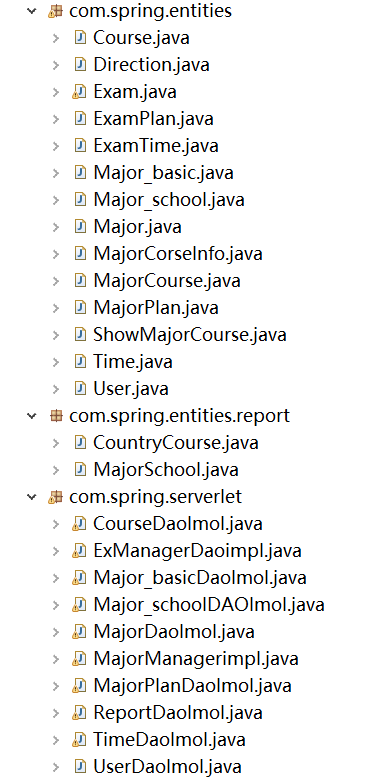 com.spring.entities
Course.java
Direction.java
Exam.java
ExamPlan.java
ExamTime.java
Major_basic.java
Major_school.java
Major.java
MajorCorseInfo.java
MajorCourse.java
MajorPlan.java
ShowMajorCourse.java
Time.java
User.java
com.spring.entities.report
CountryCourse.java
MajorSchool.java
com.spring.serverlet
CourseDaoImol.java
ExManagerDaoimpl.java
Major_basicDaoImol.java
Major_schoolDAOImol.java
MajorDaoImol.java
MajorManagerimpl.java
MajorPlanDaoImol.java
ReportDaoImol.java
TimeDaoImol.java
UserDaoImol.java